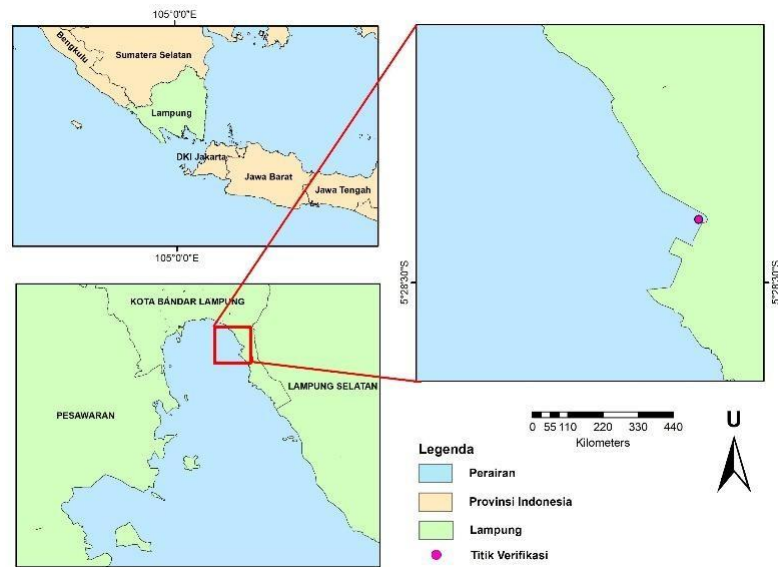 105°0'0"E
Bengkulu
Sumatera Selatan
Lampung
DKI Jakarta
Jawa Barat
Jawa Tengah
105°0'0"E
KOTA BANDAR LAMPUNG
LAMPUNG SELATAN
PESAWARAN
5°28'30"S
5°28'30"S
0 55 110 220 330 440
Kilometers
U
Legenda
Perairan
Provinsi Indonesia
Lampung
Titik Verifikasi